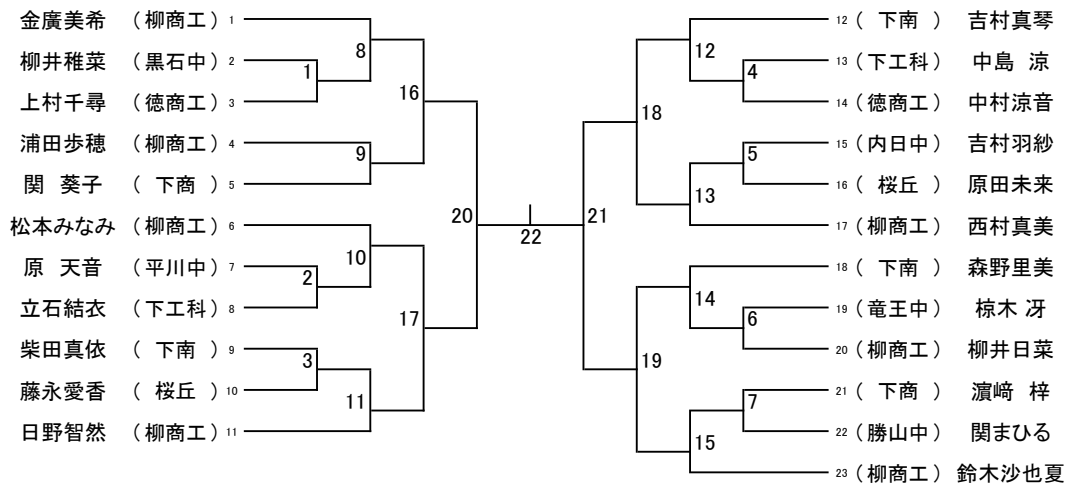 金廣美希 (柳商工) 1
柳井稚菜 (黒石中) 2
上村千尋 (徳商工) 3
浦田歩穂 (柳商工) 4
関 葵子 ( 下商 ) 5
松本みなみ (柳商工) 6
原 天音 (平川中) 7
立石結衣 (下工科) 8
柴田真依 ( 下南 ) 9
藤永愛香 ( 桜丘 ) 10
日野智然 (柳商工) 11
1
2
3
8
9
10
11
16
17
20
22
21
18
19
12
13
14
15
4
5
6
7
12 ( 下南 ) 吉村真琴
13 (下工科) 中島 涼
14 (徳商工) 中村涼音
15 (内日中) 吉村羽紗
16 ( 桜丘 ) 原田未来
17 (柳商工) 西村真美
18 ( 下南 ) 森野里美
19 (竜王中) 椋木 冴
20 (柳商工) 柳井日菜
21 ( 下商 ) 濵﨑 梓
22 (勝山中) 関まひる
23 (柳商工) 鈴木沙也夏